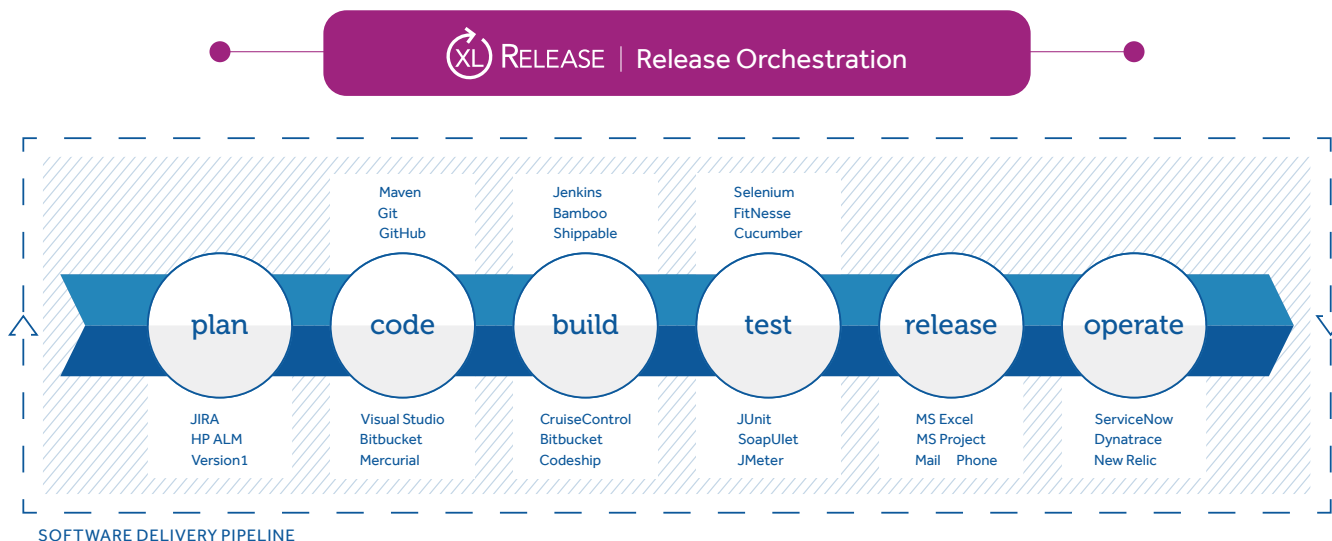 XL RELEASE | Release Orchestration
Maven
Git
GitHub
Jenkins
Bamboo
Shippable
Selenium
FitNesse
Cucumber
plan
code
build
test
release
operate
JIRA
HP ALM
Version1
Visual Studio
Bitbucket
Mercurial
CruiseControl
Bitbucket
Codeship
JUnit
SoapUIet
JMeter
MS Excel
MS Project
Mail Phone
ServiceNow
Dynatrace
New Relic
SOFTWARE DELIVERY PIPELINE